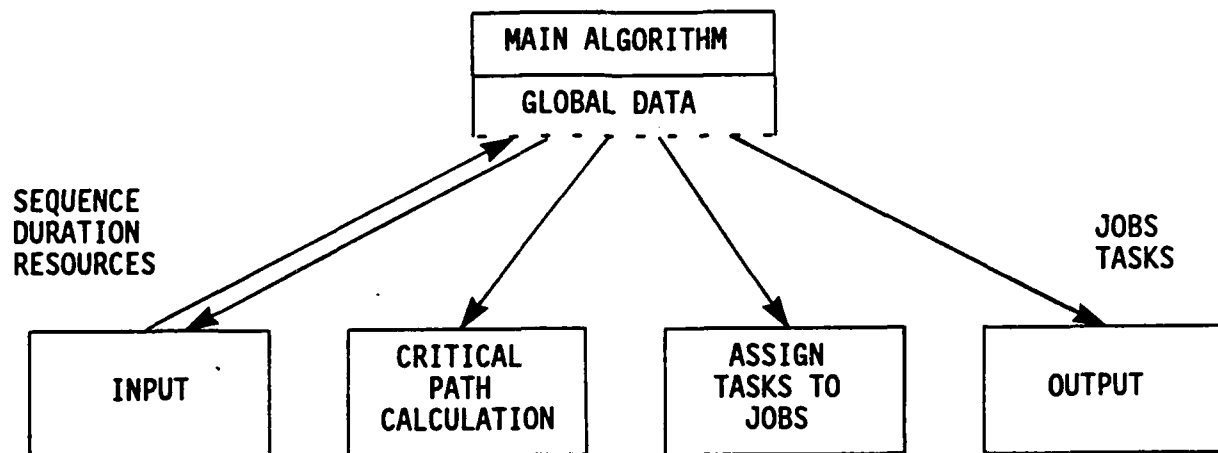 MAIN ALGORITHM
GLOBAL DATA
SEQUENCE
DURATION
RESOURCES
JOBS
TASKS
INPUT
CRITICAL
PATH
CALCULATION
ASSIGN
TASKS TO
JOBS
OUTPUT